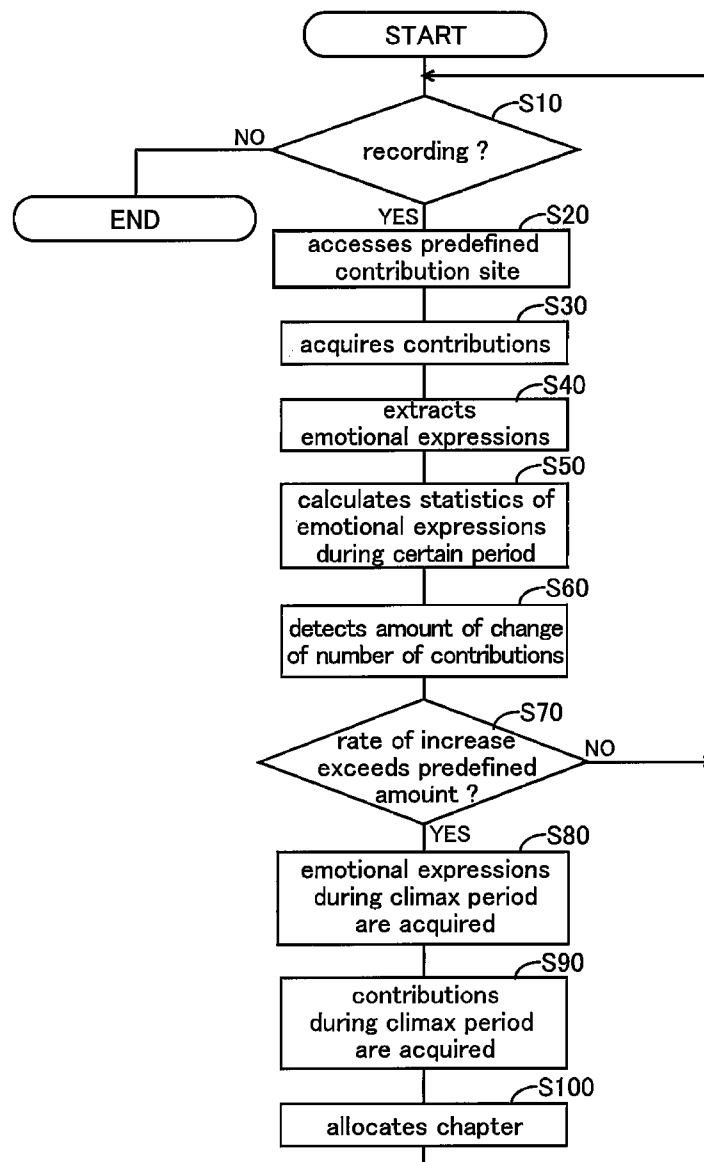 START
S10
NO
recording ?
END
YES
S20
accesses predefined
contribution site
S30
acquires contributions
S40
extracts
emotional expressions
S50
calculates statistics of
emotional expressions
during certain period
S60
detects amount of change
of number of contributions
S70
rate of increase
exceeds predefined
amount ?
NO
YES
S80
emotional expressions
during climax period
are acquired
S90
contributions
during climax period
are acquired
S100
allocates chapter